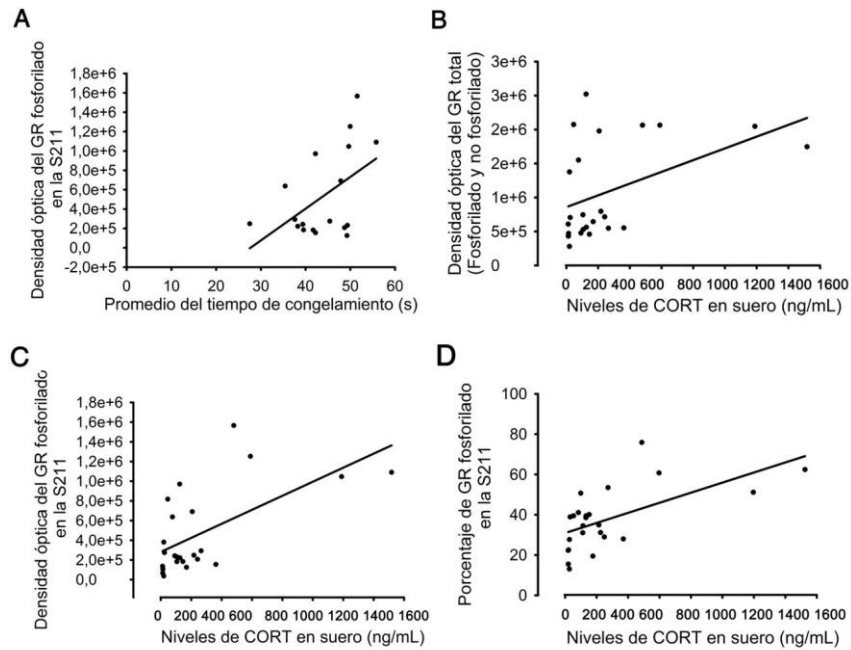 A
Densidad óptica del GR fosforilado
en la S211
1,8e+6
1,6e+6
1,4e+6
1,2e+6
1,0e+6
8,0e+5
6,0e+5
4,0e+5
2,0e+5
0,0
-2,0e+5
0 10 20 30 40 50 60
Promedio del tiempo de congelamiento (s)
B
Densidad óptica del GR total
(Fosforilado y no fosforilado)
3e+6
3e+6
2e+6
2e+6
1e+6
5e+5
0
0 200 400 600 800 1000 1200 1400 1600
Niveles de CORT en suero (ng/mL)
C
Densidad óptica del GR fosforilado
en la S211
1,8e+6
1,6e+6
1,4e+6
1,2e+6
1,0e+6
8,0e+5
6,0e+5
4,0e+5
2,0e+5
0,0
0 200 400 600 800 1000 1200 1400 1600
Niveles de CORT en suero (ng/mL)
D
Porcentaje de GR fosforilado
en la S211
100
80
60
40
20
0
0 200 400 600 800 1000 1200 1400 1600
Niveles de CORT en suero (ng/mL)